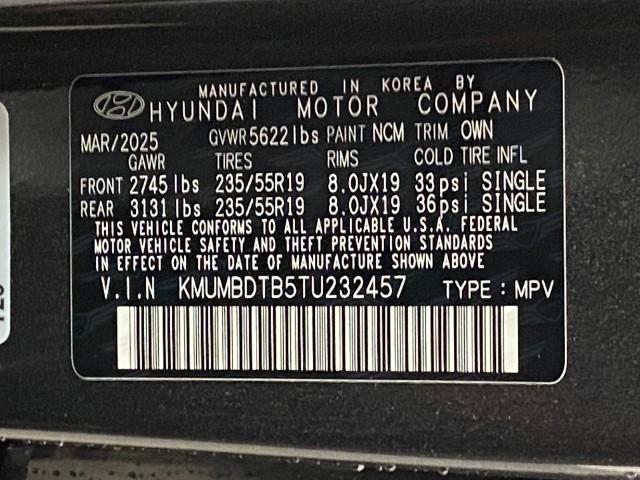 MANUFACTURED IN KOREA BY
HYUNDAI MOTOR COMPANY
MAR/2025 GVWR 5622 lbs PAINT NCM TRIM OWN
GAWR TIRES RIMS COLD TIRE INFL
FRONT 2745 lbs 235/55R19 8.0JX19 33psi SINGLE
REAR 3131 lbs 235/55R19 8.0JX19 36psi SINGLE
THIS VEHICLE CONFORMS TO ALL APPLICABLE U.S.A. FEDERAL
MOTOR VEHICLE SAFETY AND THEFT PREVENTION STANDARDS
IN EFFECT ON THE DATE OF MANUFACTURE SHOWN ABOVE
V.I.N KMUMBDTB5TU232457 TYPE : MPV